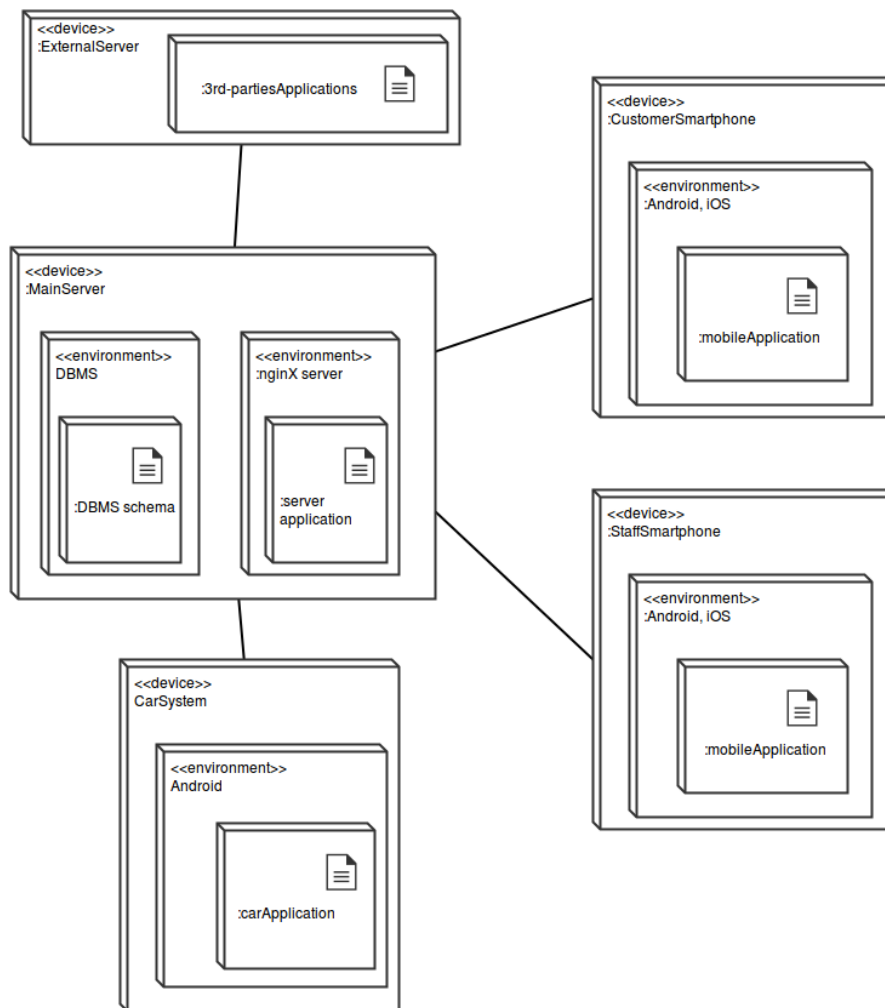 <<device>>
:ExternalServer
:3rd-partiesApplications
<<device>>
:CustomerSmartphone
<<environment>>
:Android, iOS
:mobileApplication
<<device>>
:MainServer
<<environment>>
DBMS
:DBMS schema
<<environment>>
:nginX server
:server
application
<<device>>
:StaffSmartphone
<<environment>>
:Android, iOS
:mobileApplication
<<device>>
CarSystem
<<environment>>
Android
:carApplication